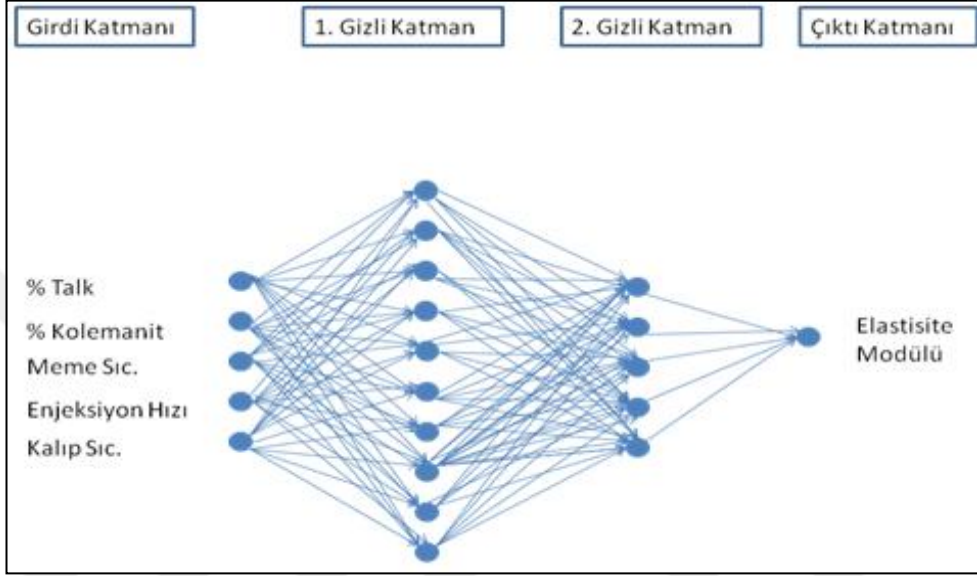 Girdi Katmanı
1. Gizli Katman
2. Gizli Katman
Çıktı Katmanı
% Talk
% Kolemanit
Meme Sıc.
Enjeksiyon Hızı
Kalıp Sıc.
Elastisite
Modülü